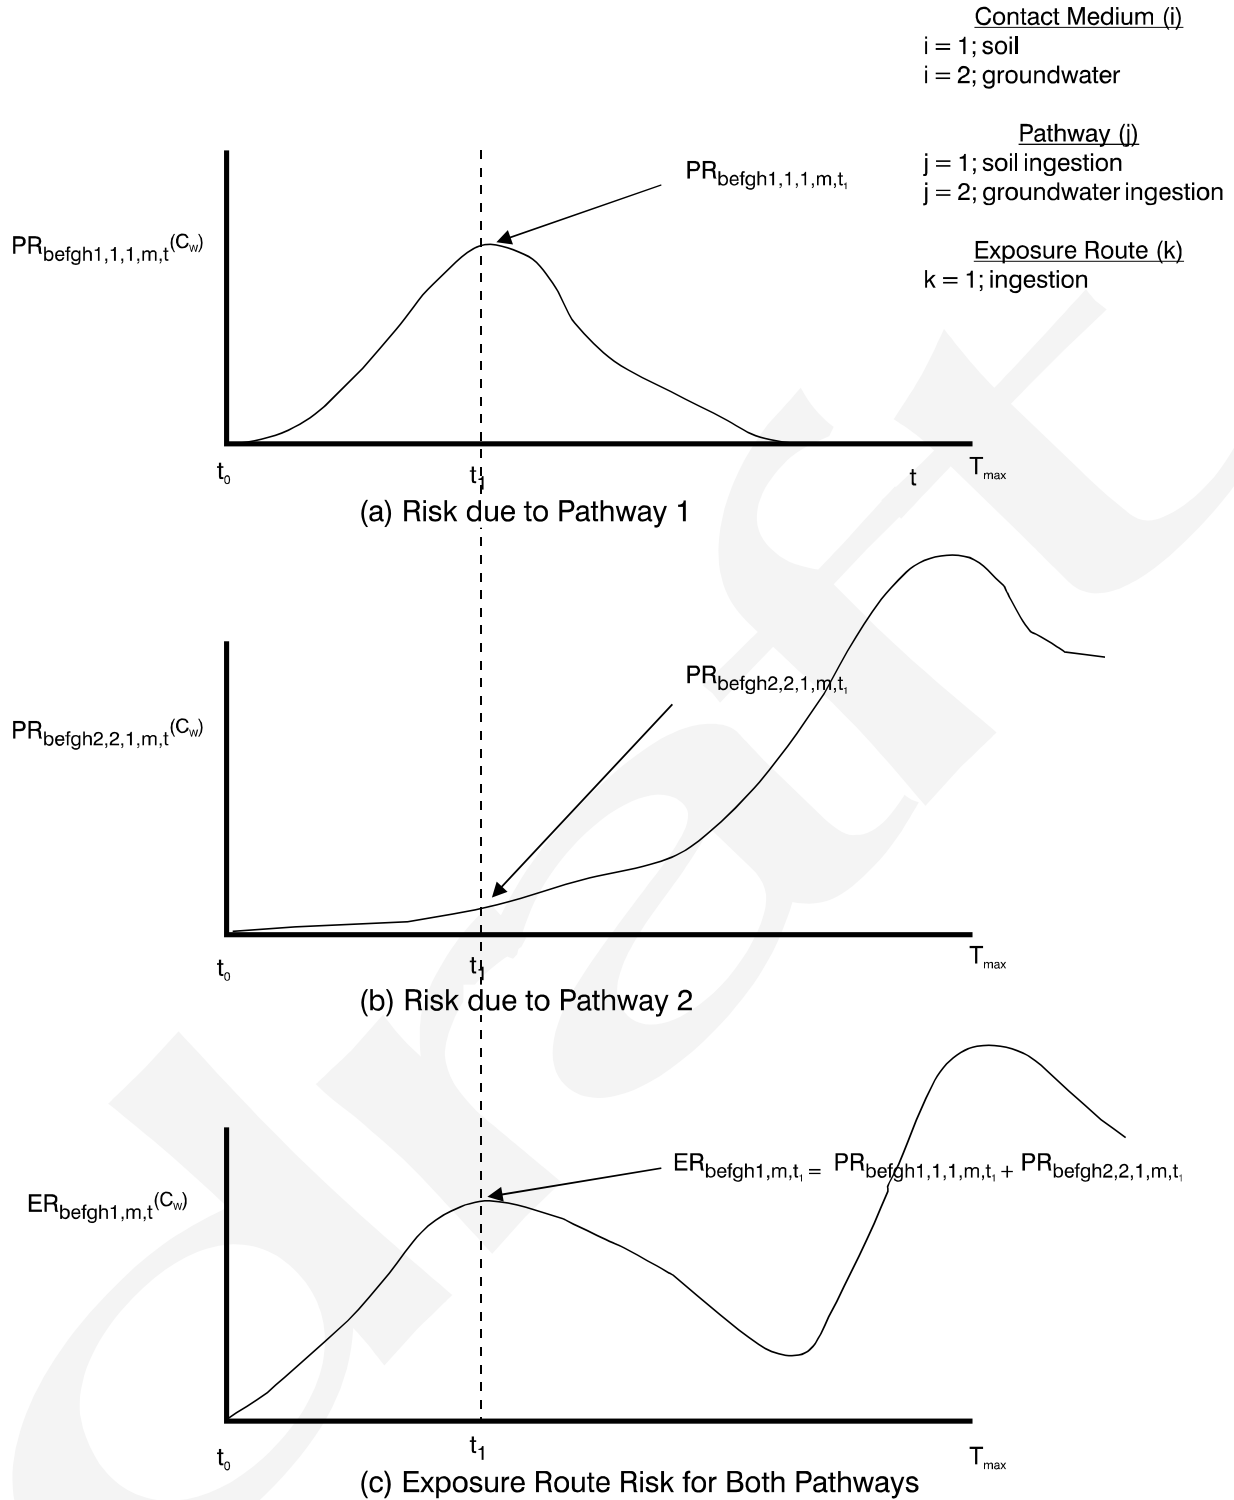 Contact Medium (i)
i = 1; soil
i = 2; groundwater
Pathway (j)
j = 1; soil ingestion
j = 2; groundwater ingestion
Exposure Route (k)
k = 1; ingestion
PRbefgh1,1,1,m,t1
PRbefgh1,1,1,m,t(Cw)
t0 t1 t Tmax
(a) Risk due to Pathway 1
PRbefgh2,2,1,m,t1
PRbefgh2,2,1,m,t(Cw)
t0 t1 Tmax
(b) Risk due to Pathway 2
ERbefgh1,m,t1 = PRbefgh1,1,1,m,t1 + PRbefgh2,2,1,m,t1
ERbefgh1,m,t(Cw)
t0 t1 Tmax
(c) Exposure Route Risk for Both Pathways
draft